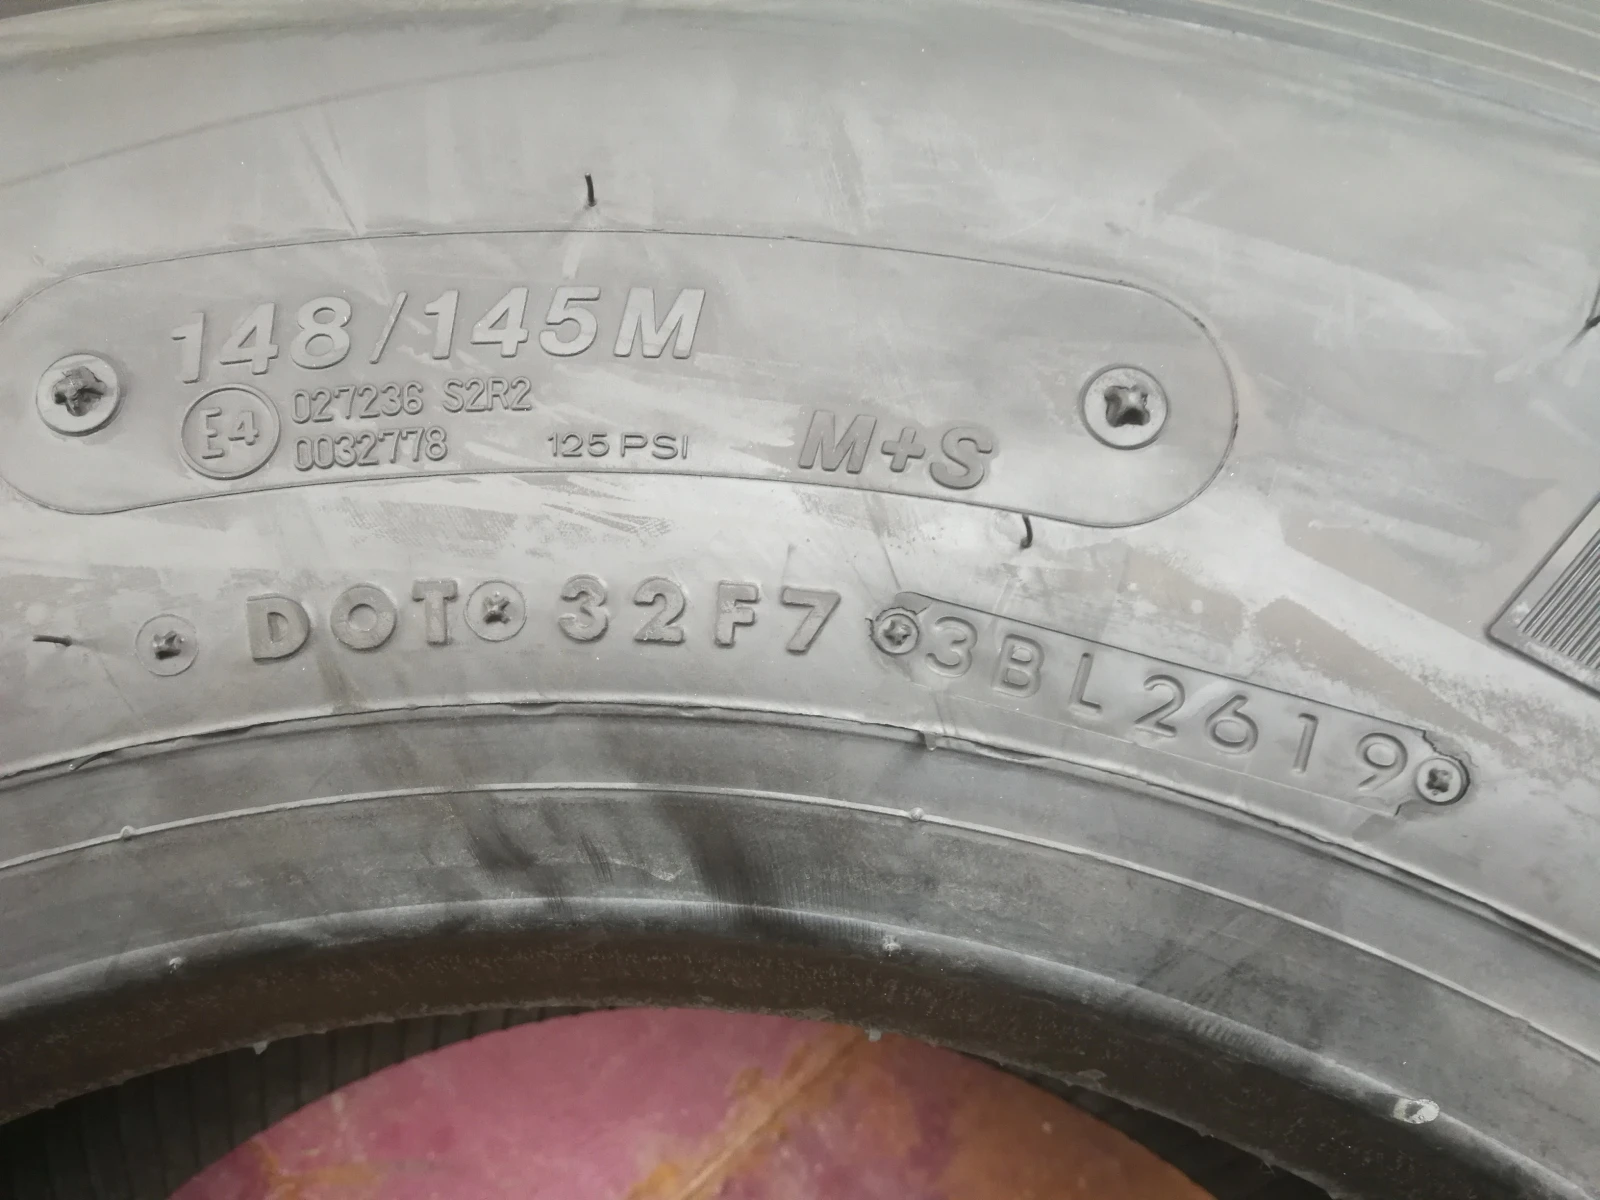 148/145M
E4 027236 S2R2
0032778 125 PSI M+S
DOT 32F7 3BL2619